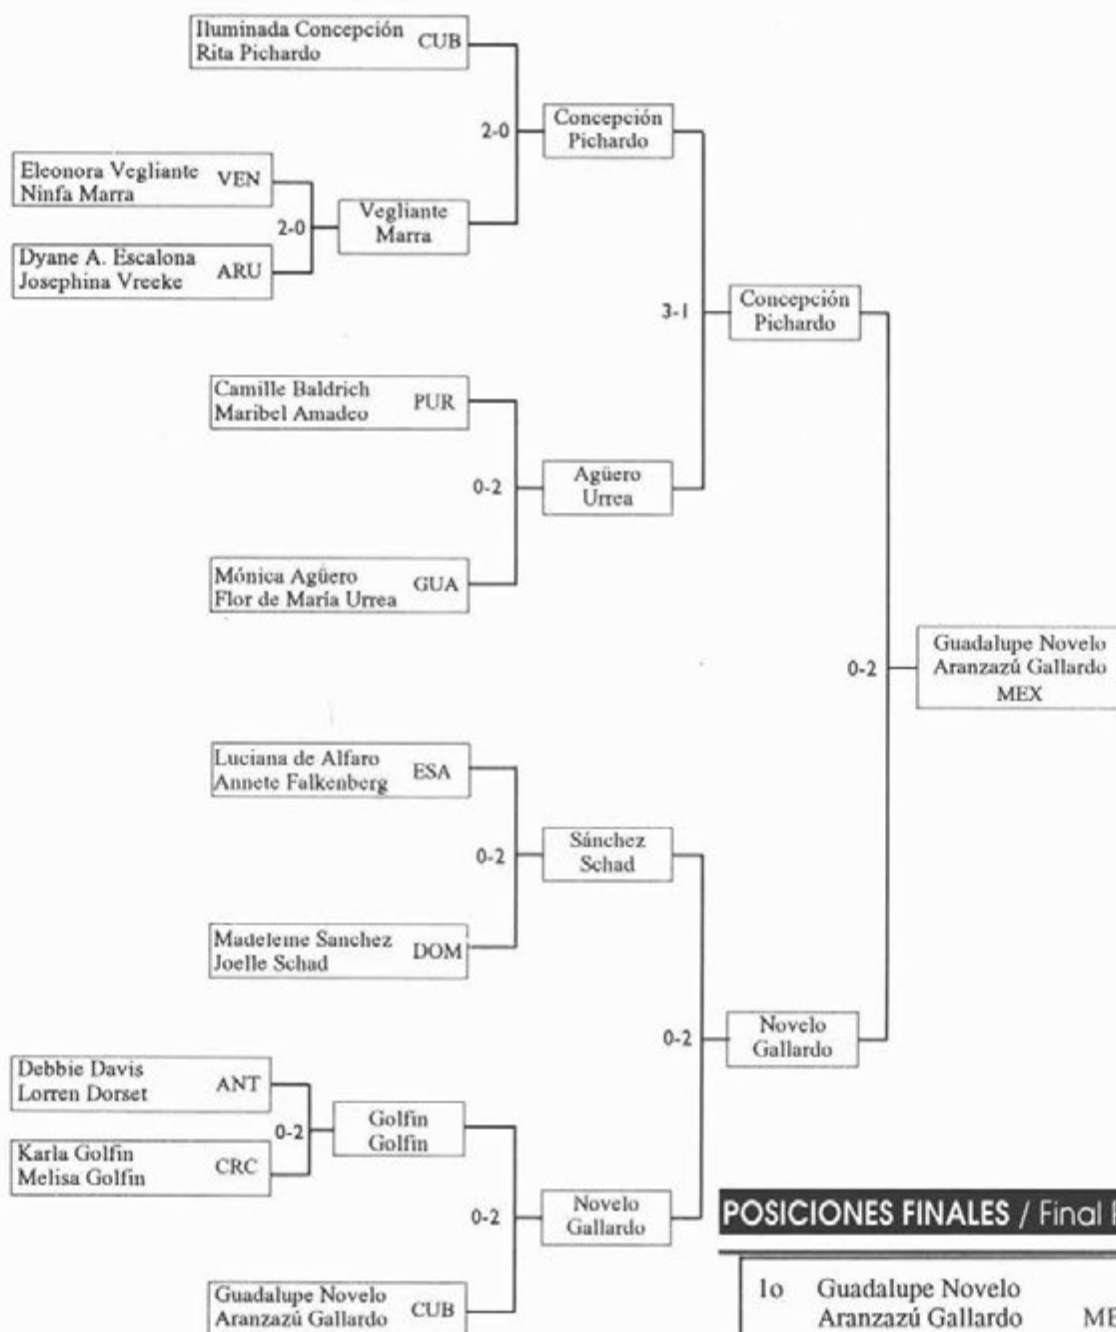 Iluminada Concepción
Rita Pichardo CUB
2-0
Concepción
Pichardo
Eleonora Vegliante
Ninfa Marra VEN
2-0
Vegliante
Marra
Dyane A. Escalona
Josephina Vreeke ARU
3-1
Concepción
Pichardo
Camille Baldrich
Maribel Amadeo PUR
0-2
Agüero
Urrea
Mónica Agüero
Flor de María Urrea GUA
0-2
Guadalupe Novelo
Aranzazú Gallardo
MEX
Luciana de Alfaro
Annete Falkenberg ESA
0-2
Sánchez
Schad
Madeleine Sanchez
Joelle Schad DOM
0-2
Novelo
Gallardo
Debbie Davis
Lorren Dorset ANT
0-2
Golfin
Golfin
Karla Golfin
Melisa Golfin CRC
0-2
Novelo
Gallardo
Guadalupe Novelo
Aranzazú Gallardo CUB
POSICIONES FINALES / Final
1o Guadalupe Novelo
Aranzazú Gallardo